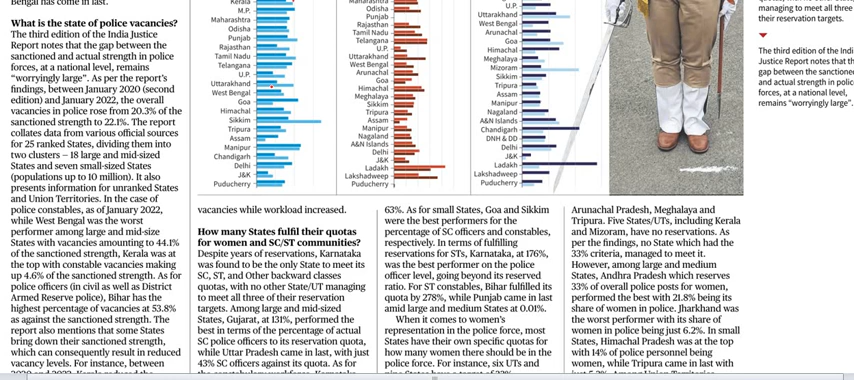 Bengal has come in last.
What is the state of police vacancies?
The third edition of the India Justice
Report notes that the gap between the
sanctioned and actual strength in police
forces, at a national level, remains
“worryingly large”. As per the report’s
findings, between January 2020 (second
edition) and January 2022, the overall
vacancies in police rose from 20.3% of the
sanctioned strength to 22.1%. The report
collates data from various official sources
for 25 ranked States, dividing them into
two clusters — 18 large and mid-sized
States and seven small-sized States
(populations up to 10 million). It also
presents information for unranked States
and Union Territories. In the case of
police constables, as of January 2022,
while West Bengal was the worst
performer among large and mid-size
States with vacancies amounting to 44.1%
of the sanctioned strength, Kerala was at
the top with constable vacancies making
up 4.6% of the sanctioned strength. As for
police officers (in civil as well as District
Armed Reserve police), Bihar has the
highest percentage of vacancies at 53.8%
as against the sanctioned strength. The
report also mentions that some States
bring down their sanctioned strength,
which can consequently result in reduced
vacancy levels. For instance, between
Kerala
M.P.
Maharashtra
Odisha
Punjab
Rajasthan
Tamil Nadu
Telangana
U.P.
Uttarakhand
West Bengal
Goa
Himachal
Sikkim
Tripura
Assam
Manipur
Chandigarh
Delhi
J&K
Puducherry
Maharashtra
Odisha
Punjab
Rajasthan
Tamil Nadu
Telangana
U.P.
Uttarakhand
West Bengal
Arunachal
Goa
Himachal
Meghalaya
Sikkim
Tripura
Assam
Manipur
Nagaland
A&N Islands
Delhi
J&K
Ladakh
Lakshadweep
Puducherry
U.P.
Uttarakhand
West Bengal
Arunachal
Goa
Himachal
Meghalaya
Mizoram
Sikkim
Tripura
Assam
Manipur
Nagaland
A&N Islands
Chandigarh
DNH & DD
Delhi
J&K
Ladakh
Lakshadweep
Puducherry
vacancies while workload increased.
How many States fulfil their quotas
for women and SC/ST communities?
Despite years of reservations, Karnataka
was found to be the only State to meet its
SC, ST, and Other backward classes
quotas, with no other State/UT managing
to meet all three of their reservation
targets. Among large and mid-sized
States, Gujarat, at 131%, performed the
best in terms of the percentage of actual
SC police officers to its reservation quota,
while Uttar Pradesh came in last, with just
43% SC officers against its quota. As for
the constabulary workforce, Karnataka
63%. As for small States, Goa and Sikkim
were the best performers for the
percentage of SC officers and constables,
respectively. In terms of fulfilling
reservations for STs, Karnataka, at 176%,
was the best performer on the police
officer level, going beyond its reserved
ratio. For ST constables, Bihar fulfilled its
quota by 278%, while Punjab came in last
amid large and medium States at 0.01%.
When it comes to women’s
representation in the police force, most
States have their own specific quotas for
how many women there should be in the
police force. For instance, six UTs and
nine States have a target of 33%
Arunachal Pradesh, Meghalaya and
Tripura. Five States/UTs, including Kerala
and Mizoram, have no reservations. As
per the findings, no State which had the
33% criteria, managed to meet it.
However, among large and medium
States, Andhra Pradesh which reserves
33% of overall police posts for women,
performed the best with 21.8% being its
share of women in police. Jharkhand was
the worst performer with its share of
women in police being just 6.2%. In small
States, Himachal Pradesh was at the top
with 14% of police personnel being
women, while Tripura came in last with
managing to meet all three
their reservation targets.
The third edition of the Indi
Justice Report notes that th
gap between the sanctione
and actual strength in polic
forces, at a national level,
remains “worryingly large”.